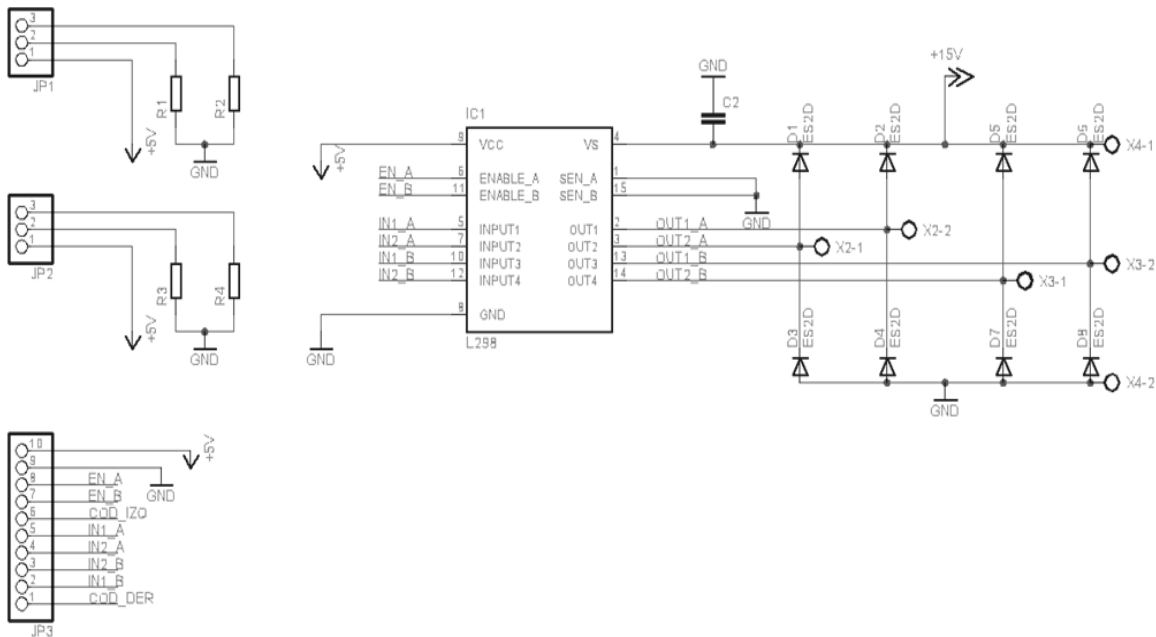 3
2
1
JP1
R1
R2
+5V
GND
3
2
1
JP2
R3
R4
+5V
GND
10
9
8 EN_A
7 EN_B
6 COD_IZQ
5 IN1_A
4 IN2_A
3 IN2_B
2 IN1_B
1 COD_DER
JP3
+5V
GND
IC1
+5V
9 VCC
EN_A 6 ENABLE_A
EN_B 11 ENABLE_B
IN1_A 5 INPUT1
IN2_A 7 INPUT2
IN1_B 10 INPUT3
IN2_B 12 INPUT4
8 GND
GND
L298
VS 4
SEN_A 1
SEN_B 15
OUT1 2 OUT1_A
OUT2 3 OUT2_A
OUT3 13 OUT1_B
OUT4 14 OUT2_B
GND
GND
C2
+15V
D1 ES2D
D2 ES2D
D5 ES2D
D6 ES2D
X4-1
X2-2
X2-1
X3-2
X3-1
D3 ES2D
D4 ES2D
D7 ES2D
D8 ES2D
X4-2
GND